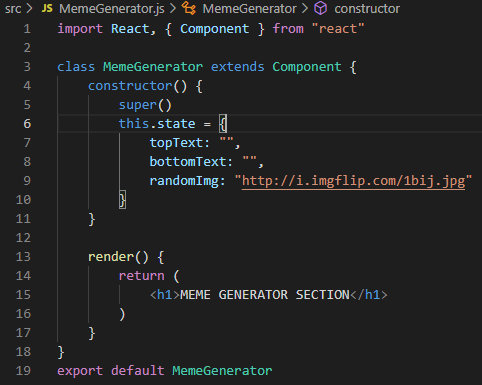 src > MemeGenerator.js > MemeGenerator > constructor
1 import React, { Component } from "react"
2
3 class MemeGenerator extends Component {
4     constructor() {
5         super()
6         this.state = {
7             topText: "",
8             bottomText: "",
9             randomImg: "http://i.imgflip.com/1bij.jpg"
10         }
11     }
12
13     render() {
14         return (
15             <h1>MEME GENERATOR SECTION</h1>
16         )
17     }
18 }
19 export default MemeGenerator